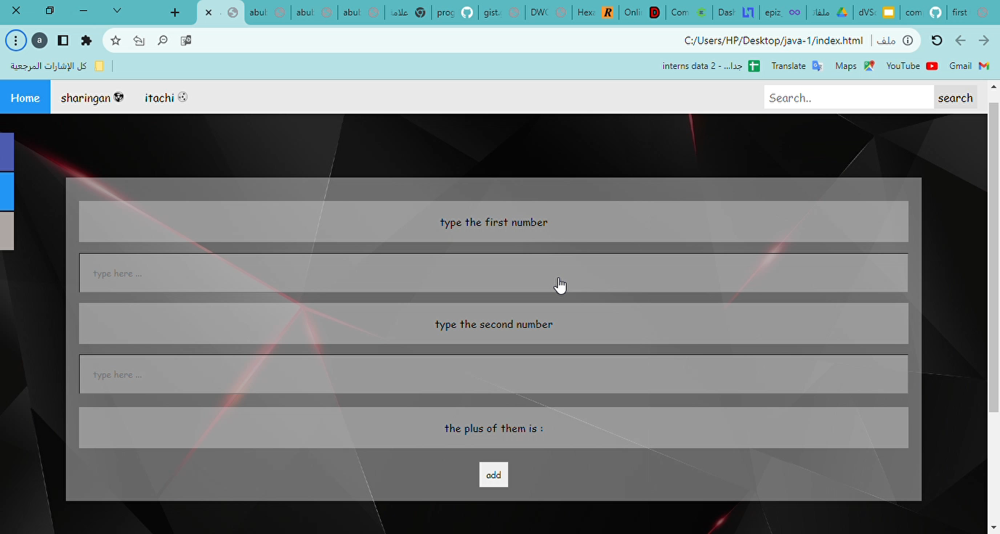 abul abul abul علاما prog gist. DWC Hexa Onli Com Dash epiz ملفات dVS com first
a C:/Users/HP/Desktop/java-1/index.html ملف
كل الإشارات المرجعية interns data 2 - جدا... Translate Maps YouTube Gmail
Home sharingan itachi Search.. search
type the first number
type here ...
type the second number
type here ...
the plus of them is :
add